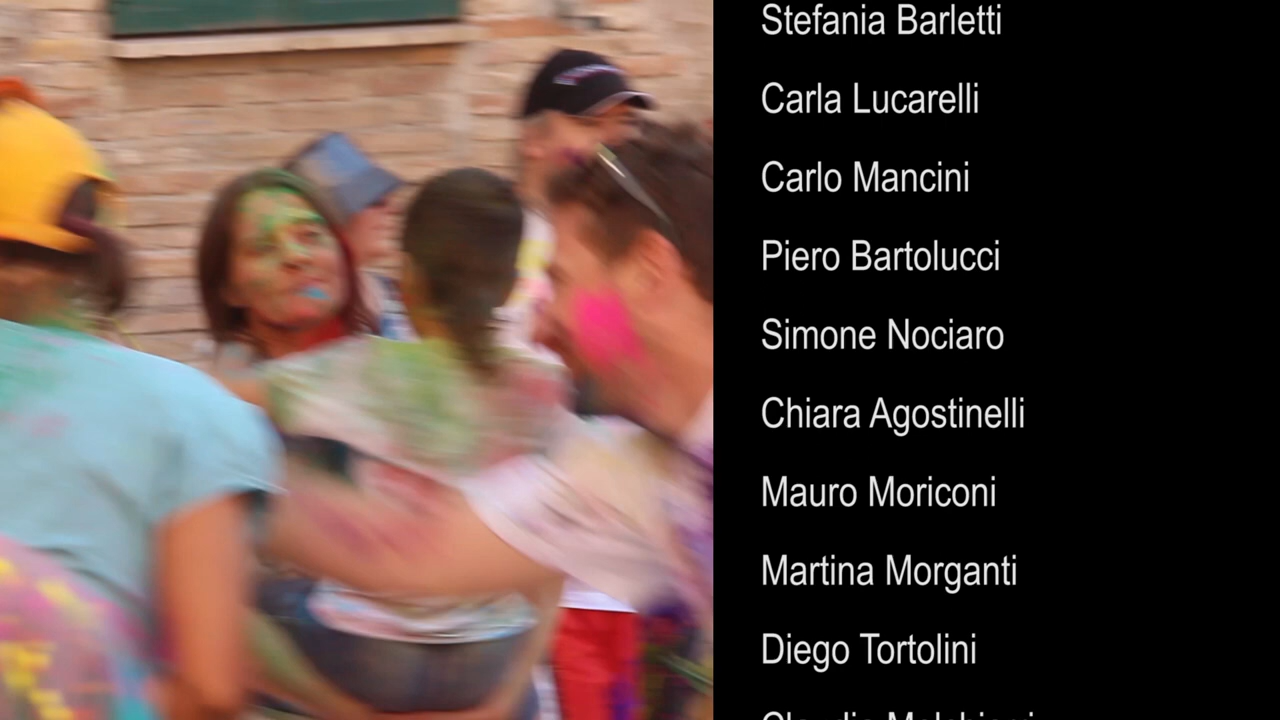 Stefania Barletti
Carla Lucarelli
Carlo Mancini
Piero Bartolucci
Simone Nociaro
Chiara Agostinelli
Mauro Moriconi
Martina Morganti
Diego Tortolini